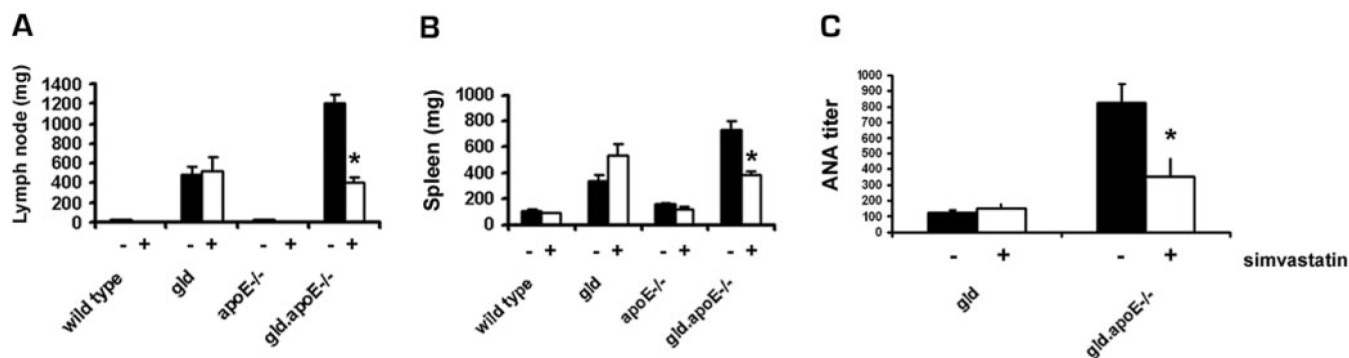 A
Lymph node (mg)
1400
1200
1000
800
600
400
200
0
- + - + - + - +
wild type
gld
apoE-/-
gld.apoE-/-
*
B
Spleen (mg)
1000
800
600
400
200
0
- + - + - + - +
wild type
gld
apoE-/-
gld.apoE-/-
*
C
ANA titer
1000
900
800
700
600
500
400
300
200
100
0
- + - +
simvastatin
gld
gld.apoE-/-
*